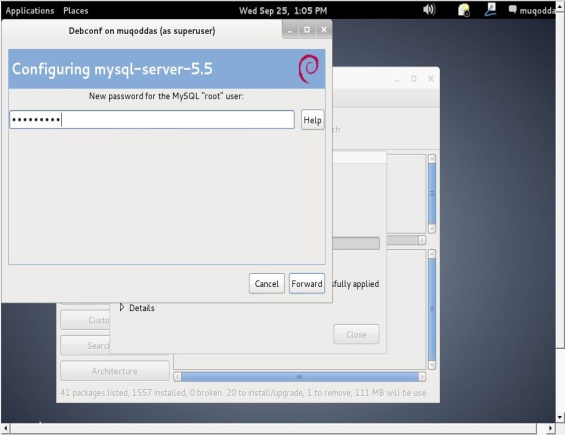 Applications Places Wed Sep 25, 1:05 PM muqodda
Debconf on muqoddas (as superuser)
Configuring mysql-server-5.5
New password for the MySQL "root" user:
•••••••••
Help
ch
Cancel Forward
sfully applied
Details
Custo
Close
Search
Architecture
41 packages listed, 1557 installed, 0 broken. 20 to install/upgrade, 1 to remove; 111 MB will be use